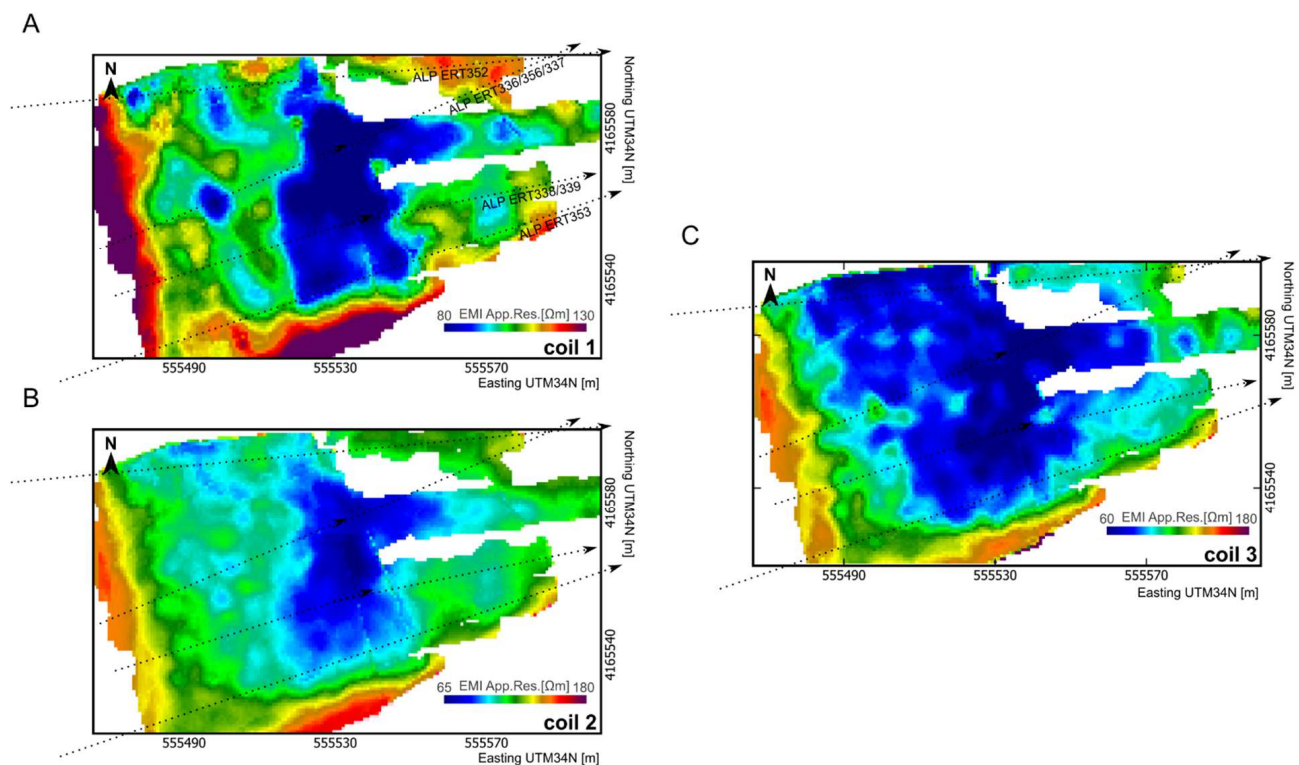 A
N
ALP ERT352
ALP ERT336/356/337
ALP ERT338/339
ALP ERT353
Northing UTM34N [m]
4165580
4165540
80 EMI App.Res.[Ωm] 130
coil 1
555490 555530 555570
Easting UTM34N [m]
B
N
Northing UTM34N [m]
4165580
4165540
65 EMI App.Res.[Ωm] 180
coil 2
555490 555530 555570
Easting UTM34N [m]
C
N
Northing UTM34N [m]
4165580
4165540
60 EMI App.Res.[Ωm] 180
coil 3
555490 555530 555570
Easting UTM34N [m]